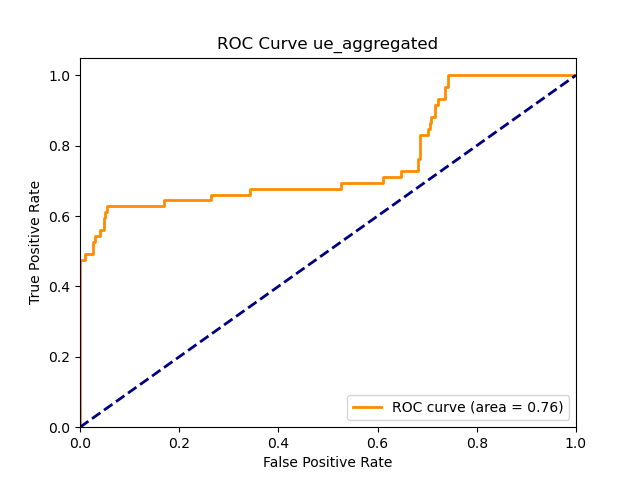 ROC Curve ue_aggregated
True Positive Rate
1.0
0.8
0.6
0.4
0.2
0.0
ROC curve (area = 0.76)
0.0 0.2 0.4 0.6 0.8 1.0
False Positive Rate